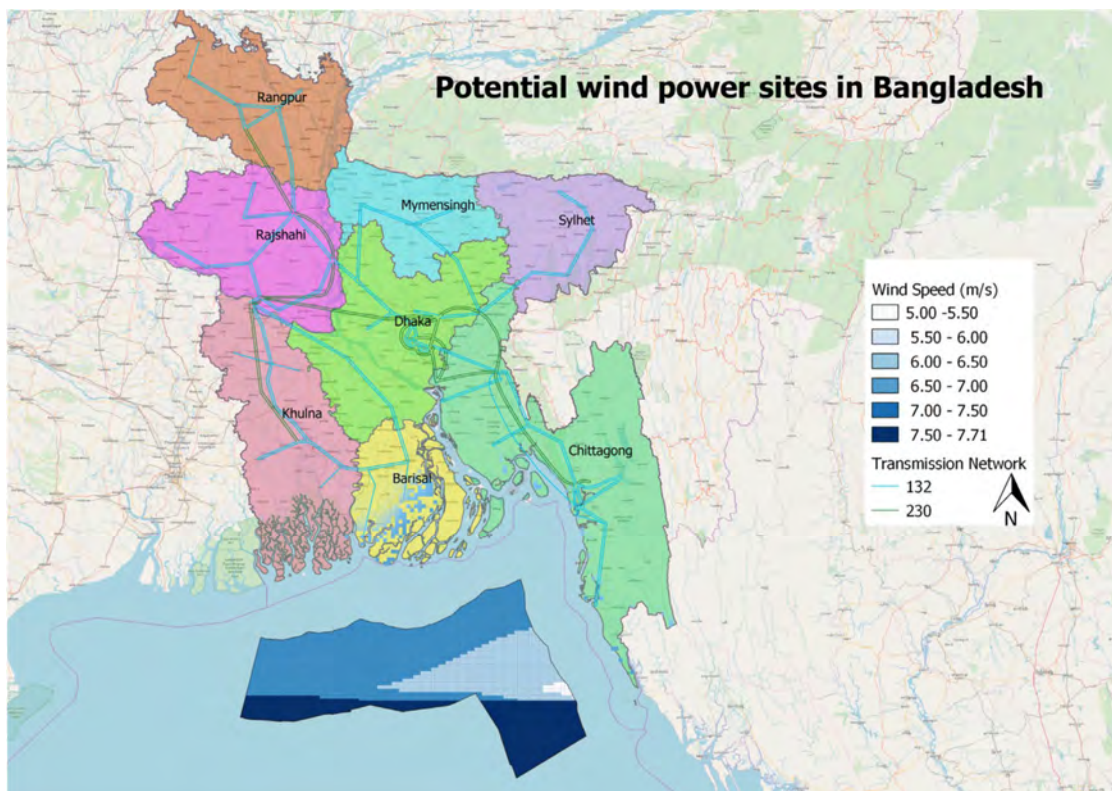 Potential wind power sites in Bangladesh
Rangpur
Mymensingh
Sylhet
Rajshahi
Dhaka
Khulna
Chittagong
Barisal
Wind Speed (m/s)
5.00 -5.50
5.50 - 6.00
6.00 - 6.50
6.50 - 7.00
7.00 - 7.50
7.50 - 7.71
Transmission Network
132
230
N